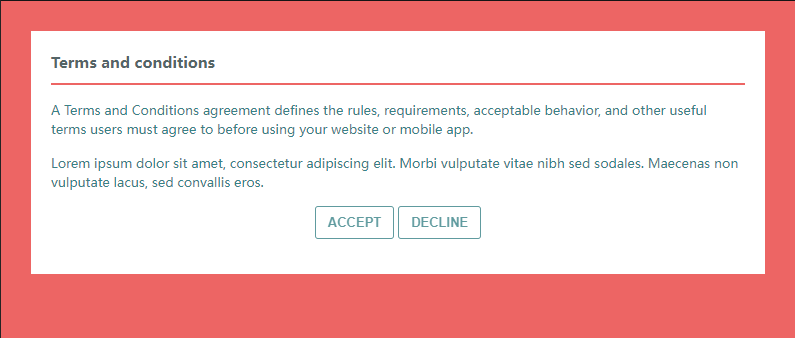 Terms and conditions
A Terms and Conditions agreement defines the rules, requirements, acceptable behavior, and other useful
terms users must agree to before using your website or mobile app.
Lorem ipsum dolor sit amet, consectetur adipiscing elit. Morbi vulputate vitae nibh sed sodales. Maecenas non
vulputate lacus, sed convallis eros.
ACCEPT DECLINE